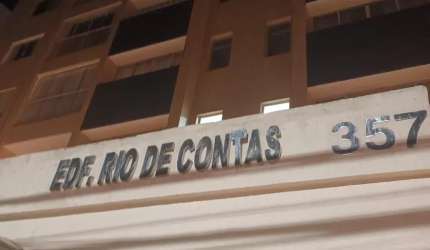 EDF. RIO DE CONTAS 357